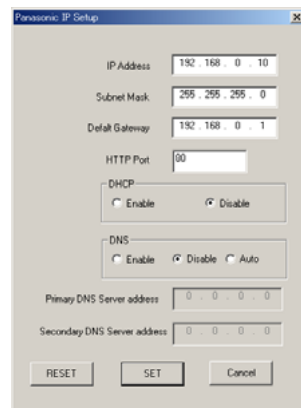 Panasonic IP Setup
IP Address 192 . 168 . 0 . 10
Subnet Mask 255 . 255 . 255 . 0
Defalt Gateway 192 . 168 . 0 . 1
HTTP Port 80
DHCP
Enable Disable
DNS
Enable Disable Auto
Primary DNS Server address 0 . 0 . 0 . 0
Secondary DNS Server address 0 . 0 . 0 . 0
RESET SET Cancel